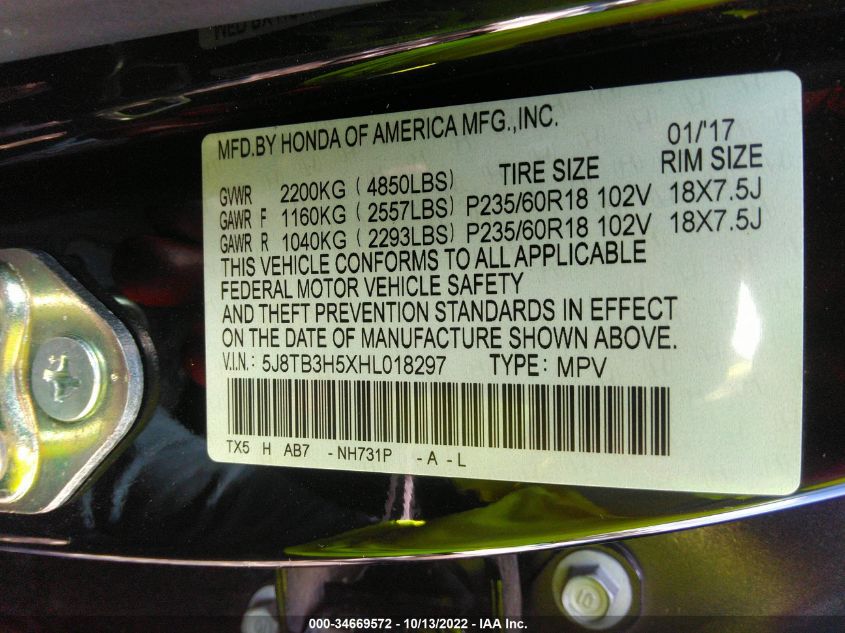 MFD.BY HONDA OF AMERICA MFG.,INC. 01/'17
TIRE SIZE RIM SIZE
GVWR 2200KG ( 4850LBS)
GAWR F 1160KG ( 2557LBS) P235/60R18 102V 18X7.5J
GAWR R 1040KG ( 2293LBS) P235/60R18 102V 18X7.5J
THIS VEHICLE CONFORMS TO ALL APPLICABLE
FEDERAL MOTOR VEHICLE SAFETY
AND THEFT PREVENTION STANDARDS IN EFFECT
ON THE DATE OF MANUFACTURE SHOWN ABOVE.
V.I.N.: 5J8TB3H5XHL018297 TYPE: MPV
TX5 H AB7 -NH731P -A -L
000-34669572 - 10/13/2022 - IAA Inc.